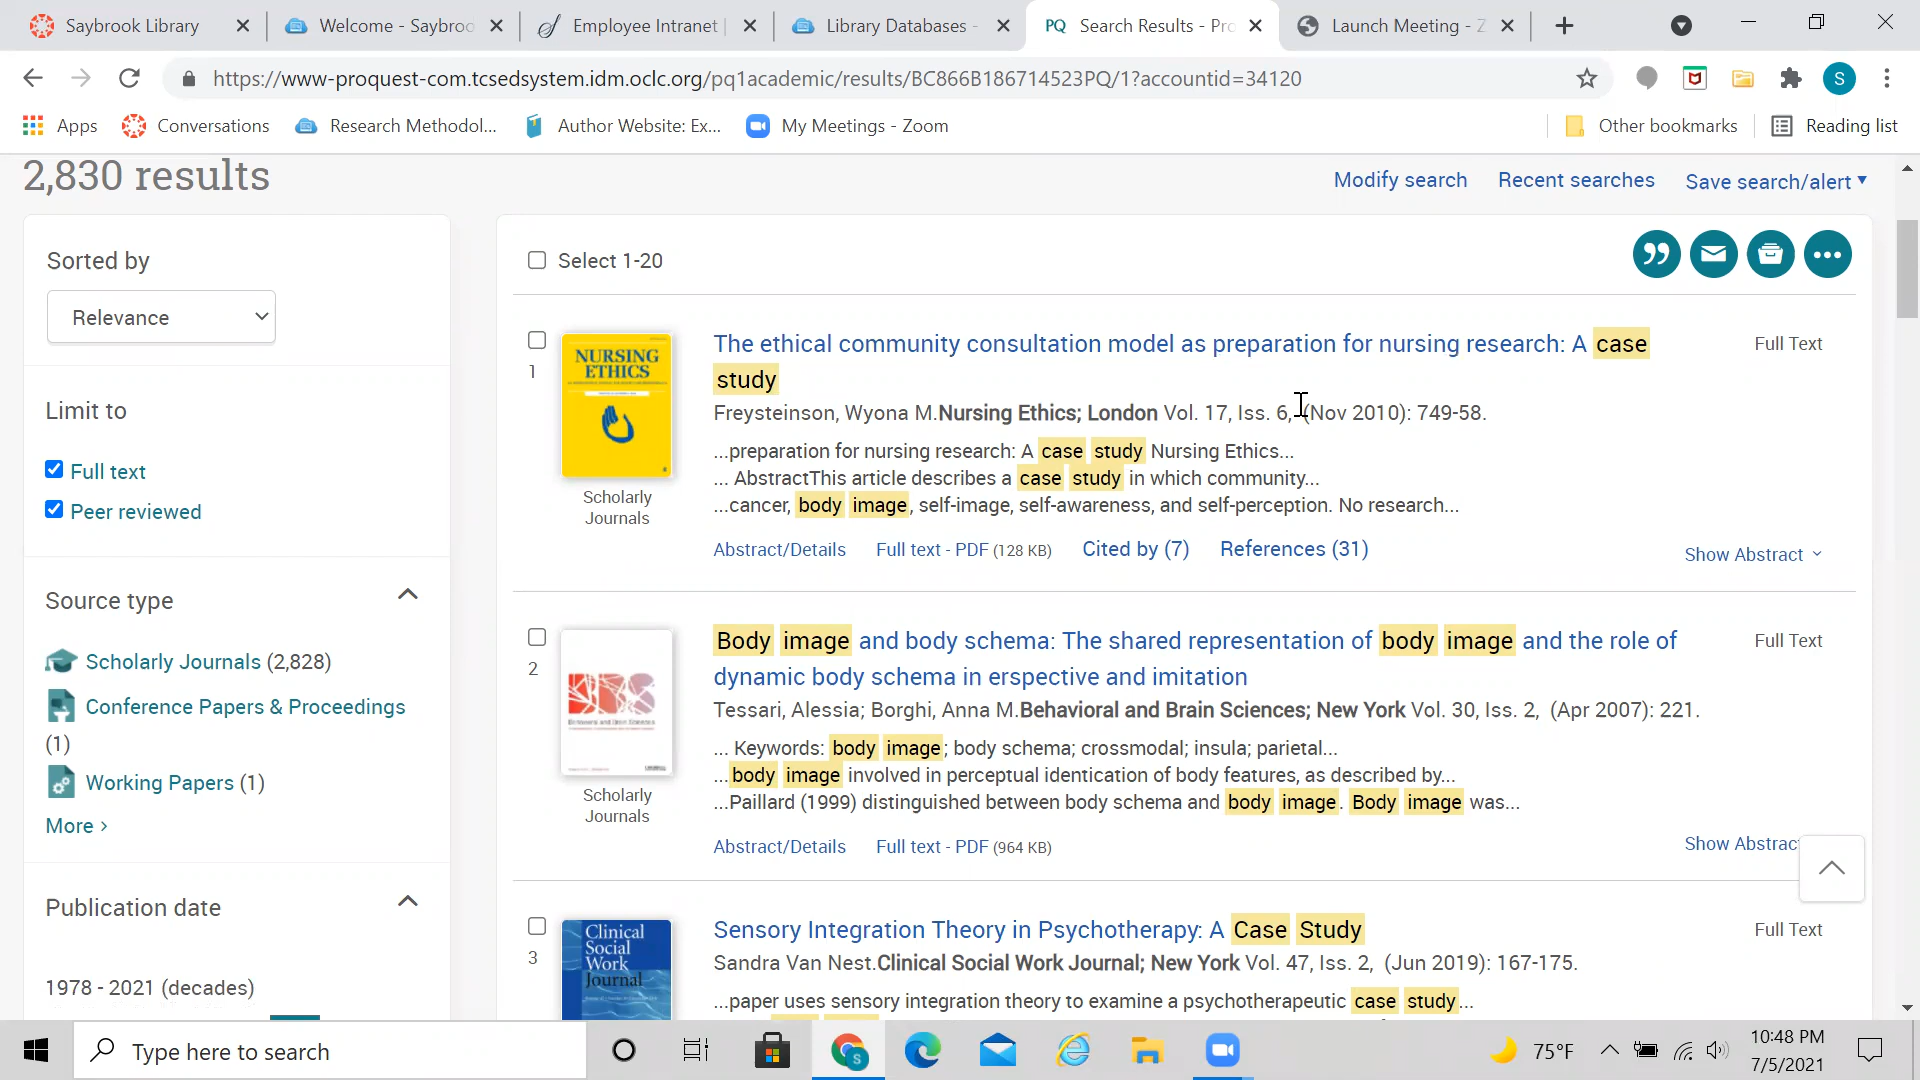 Saybrook Library
Welcome - Saybroo
Employee Intranet
Library Databases -
PQ Search Results - Pro
Launch Meeting - Z
https://www-proquest-com.tcsedsystem.idm.oclc.org/pq1academic/results/BC866B186714523PQ/1?accountid=34120
S
Apps
Conversations
Research Methodol...
Author Website: Ex...
My Meetings - Zoom
Other bookmarks
Reading list
2,830 results
Modify search
Recent searches
Save search/alert
Sorted by
Relevance
Limit to
Full text
Peer reviewed
Source type
Scholarly Journals (2,828)
Conference Papers & Proceedings
(1)
Working Papers (1)
More >
Publication date
1978 - 2021 (decades)
Select 1-20
1
NURSING
ETHICS
Scholarly
Journals
The ethical community consultation model as preparation for nursing research: A case
study
Full Text
Freysteinson, Wyona M.Nursing Ethics; London Vol. 17, Iss. 6, (Nov 2010): 749-58.
...preparation for nursing research: A case study Nursing Ethics...
... AbstractThis article describes a case study in which community...
...cancer, body image, self-image, self-awareness, and self-perception. No research...
Abstract/Details
Full text - PDF (128 KB)
Cited by (7)
References (31)
Show Abstract
2
Scholarly
Journals
Body image and body schema: The shared representation of body image and the role of
dynamic body schema in erspective and imitation
Full Text
Tessari, Alessia; Borghi, Anna M.Behavioral and Brain Sciences; New York Vol. 30, Iss. 2, (Apr 2007): 221.
... Keywords: body image; body schema; crossmodal; insula; parietal...
...body image involved in perceptual identication of body features, as described by...
...Paillard (1999) distinguished between body schema and body image. Body image was...
Abstract/Details
Full text - PDF (964 KB)
Show Abstrac
3
Clinical
Social
Work
Journal
Sensory Integration Theory in Psychotherapy: A Case Study
Full Text
Sandra Van Nest.Clinical Social Work Journal; New York Vol. 47, Iss. 2, (Jun 2019): 167-175.
...paper uses sensory integration theory to examine a psychotherapeutic case study...
Type here to search
S
75°F
10:48 PM
7/5/2021